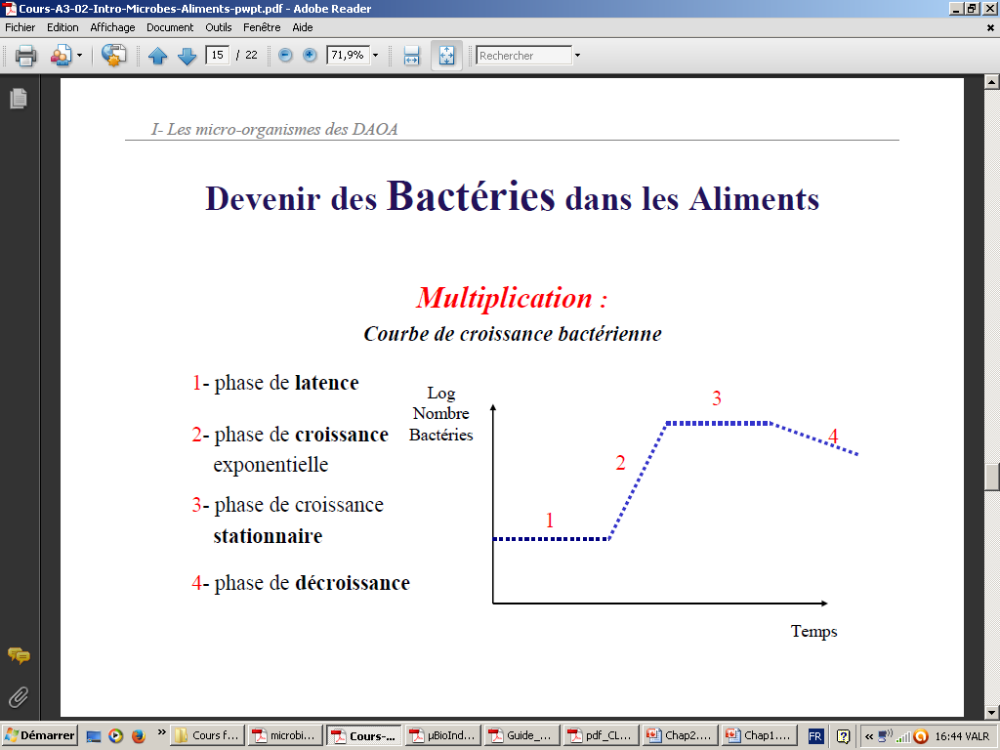 Cours-A3-02-Intro-Microbes-Aliments-pwpt.pdf - Adobe Reader
Fichier Edition Affichage Document Outils Fenêtre Aide
15 / 22 71,9% Rechercher
I- Les micro-organismes des DAOA
Devenir des Bactéries dans les Aliments
Multiplication :
Courbe de croissance bactérienne
1- phase de latence
2- phase de croissance
exponentielle
3- phase de croissance
stationnaire
4- phase de décroissance
Log
Nombre
Bactéries
1
2
3
4
Temps
Démarrer » Cours f... microbi... Cours-... µBioInd... Guide_... pdf_CL... Chap2.... Chap1.... FR « 16:44 VALR